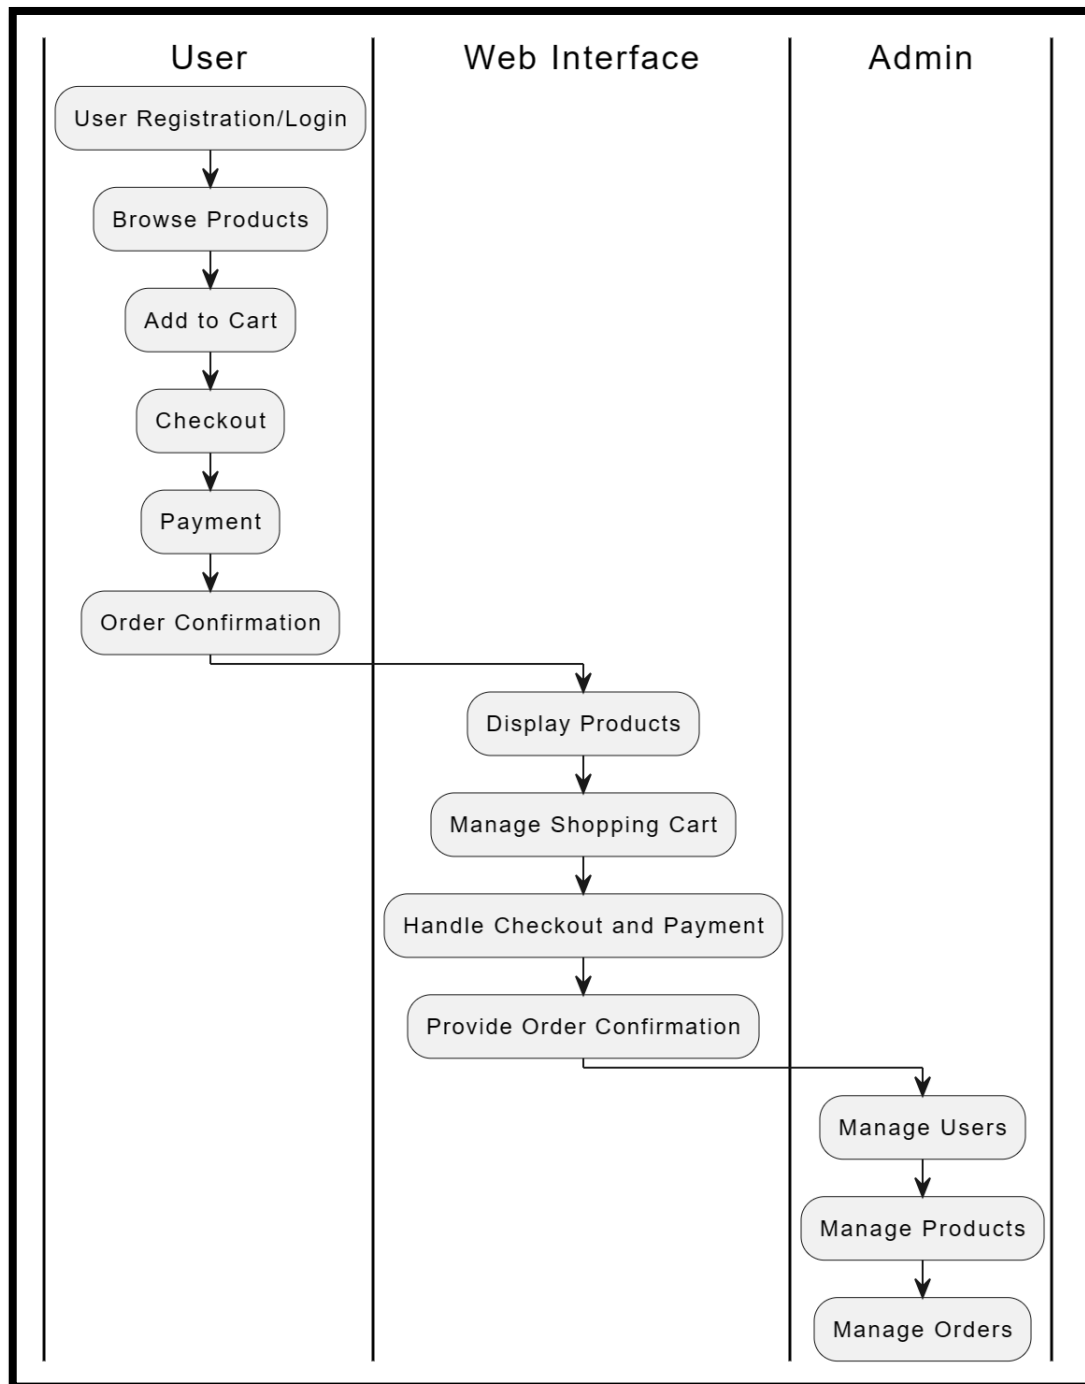 User
Web Interface
Admin
User Registration/Login
Browse Products
Add to Cart
Checkout
Payment
Order Confirmation
Display Products
Manage Shopping Cart
Handle Checkout and Payment
Provide Order Confirmation
Manage Users
Manage Products
Manage Orders